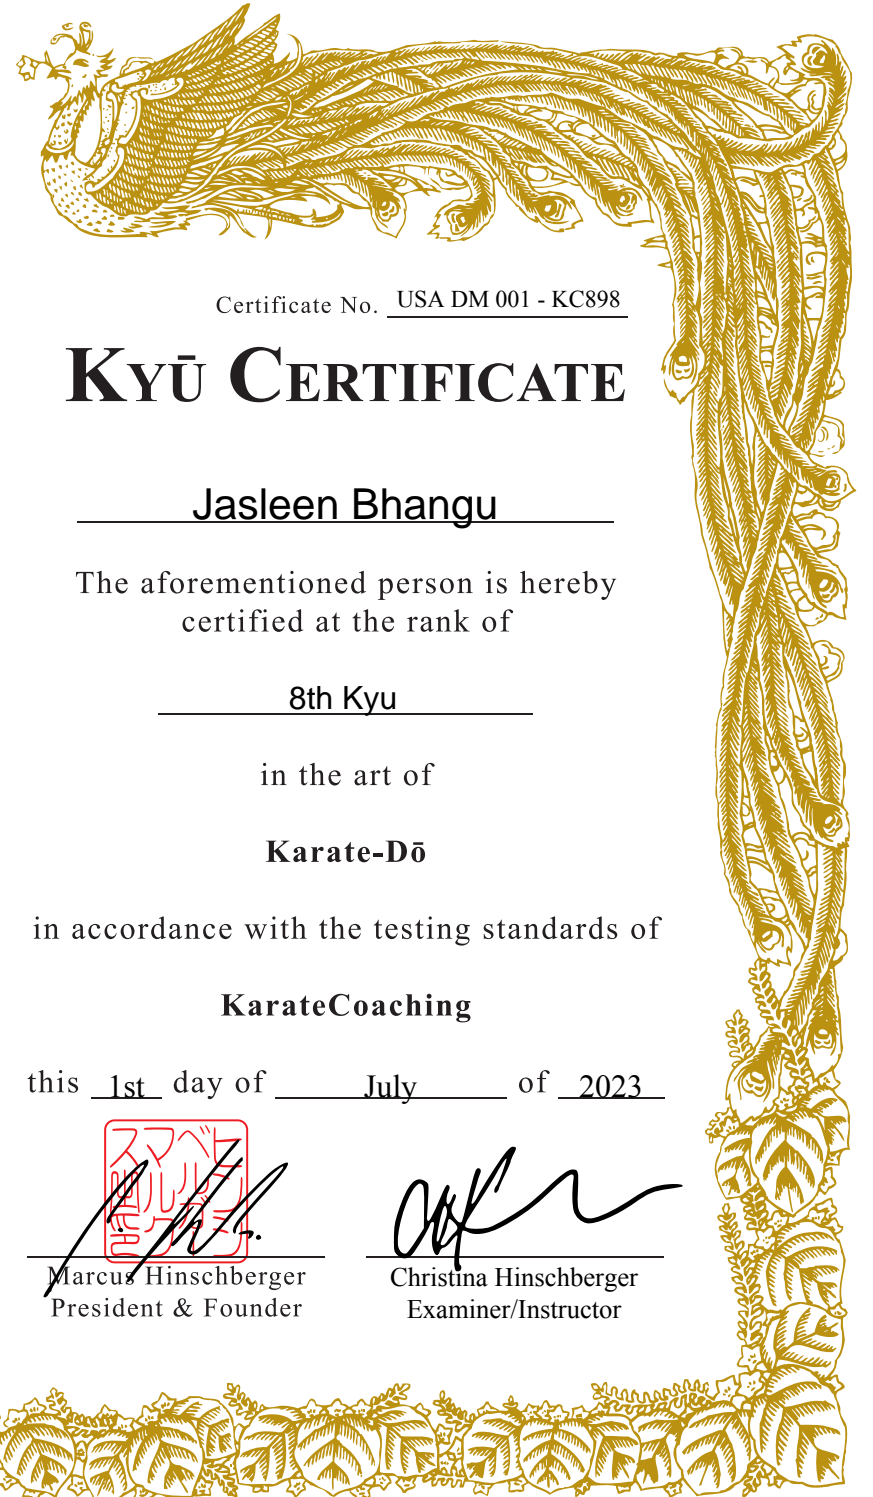 Certificate No. USA DM 001 - KC898
Kyū Certificate
Jasleen Bhangu
The aforementioned person is hereby
certified at the rank of
8th Kyu
in the art of
Karate-Dō
in accordance with the testing standards of
KarateCoaching
this 1st day of July of 2023
Marcus Hinschberger
President & Founder
Christina Hinschberger
Examiner/Instructor